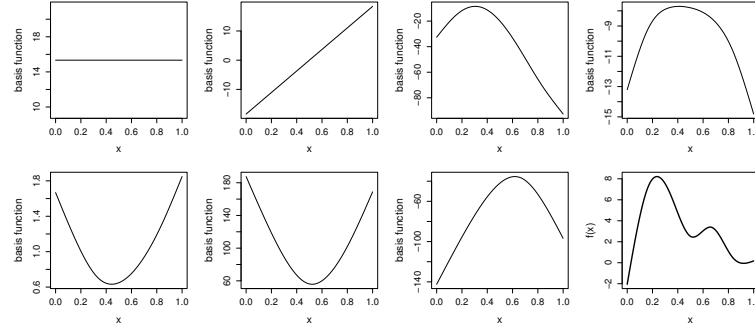 basis function
10 14 18
0.0 0.2 0.4 0.6 0.8 1.0
x
basis function
−20 0 10
0.0 0.2 0.4 0.6 0.8 1.0
x
basis function
−80 −60 −40 −20
0.0 0.2 0.4 0.6 0.8 1.0
x
basis function
−15 −13 −11 −9
0.0 0.2 0.4 0.6 0.8 1.0
x
basis function
0.6 1.0 1.4 1.8
0.0 0.2 0.4 0.6 0.8 1.0
x
basis function
60 100 140 180
0.0 0.2 0.4 0.6 0.8 1.0
x
basis function
−140 −100 −60
0.0 0.2 0.4 0.6 0.8 1.0
x
f(x)
−2 0 2 4 6 8
0.0 0.2 0.4 0.6 0.8 1.0
x